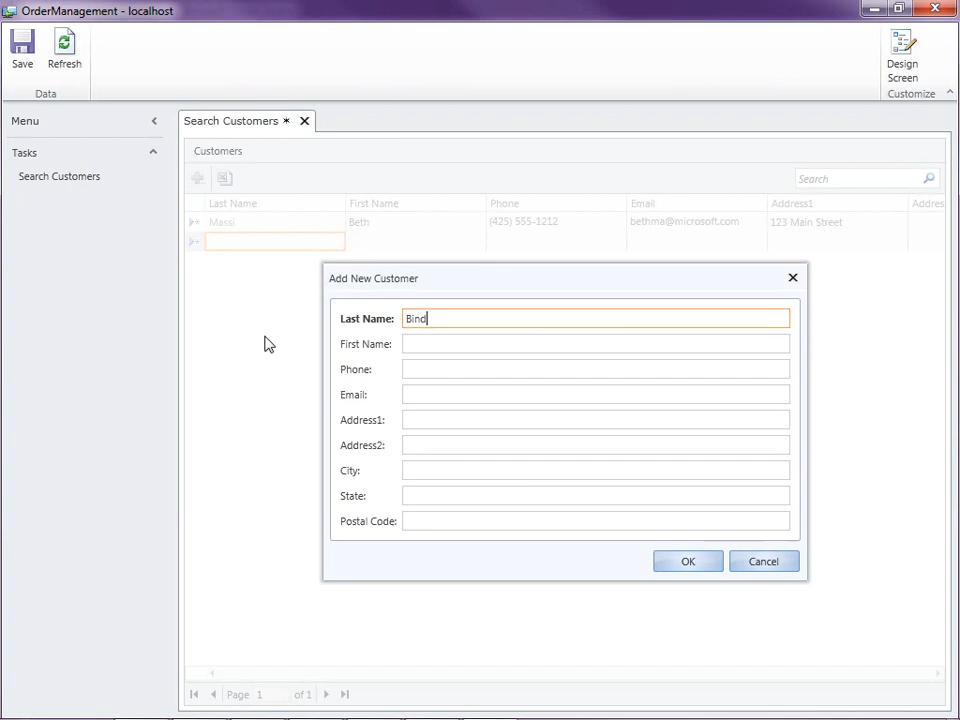 OrderManagement - localhost
Save
Refresh
Design
Screen
Data
Customize
Menu
Search Customers *
Tasks
Search Customers
Customers
Search
Last Name First Name Phone Email Address1 Addres
Massi Beth (425) 555-1212 bethma@microsoft.com 123 Main Street
Add New Customer
Last Name: Bind
First Name:
Phone:
Email:
Address1:
Address2:
City:
State:
Postal Code:
OK Cancel
Page 1 of 1